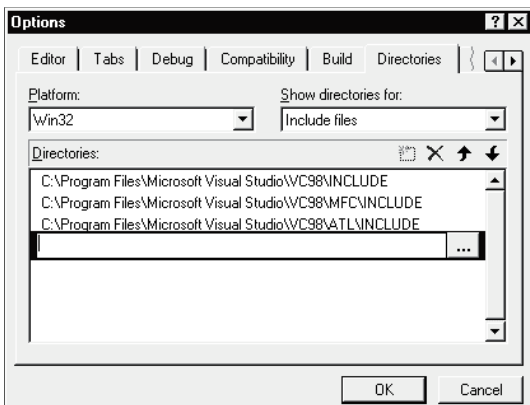 Options
Editor Tabs Debug Compatibility Build Directories
Platform: Show directories for:
Win32 Include files
Directories:
C:\Program Files\Microsoft Visual Studio\VC98\INCLUDE
C:\Program Files\Microsoft Visual Studio\VC98\MFC\INCLUDE
C:\Program Files\Microsoft Visual Studio\VC98\ATL\INCLUDE
...
OK Cancel